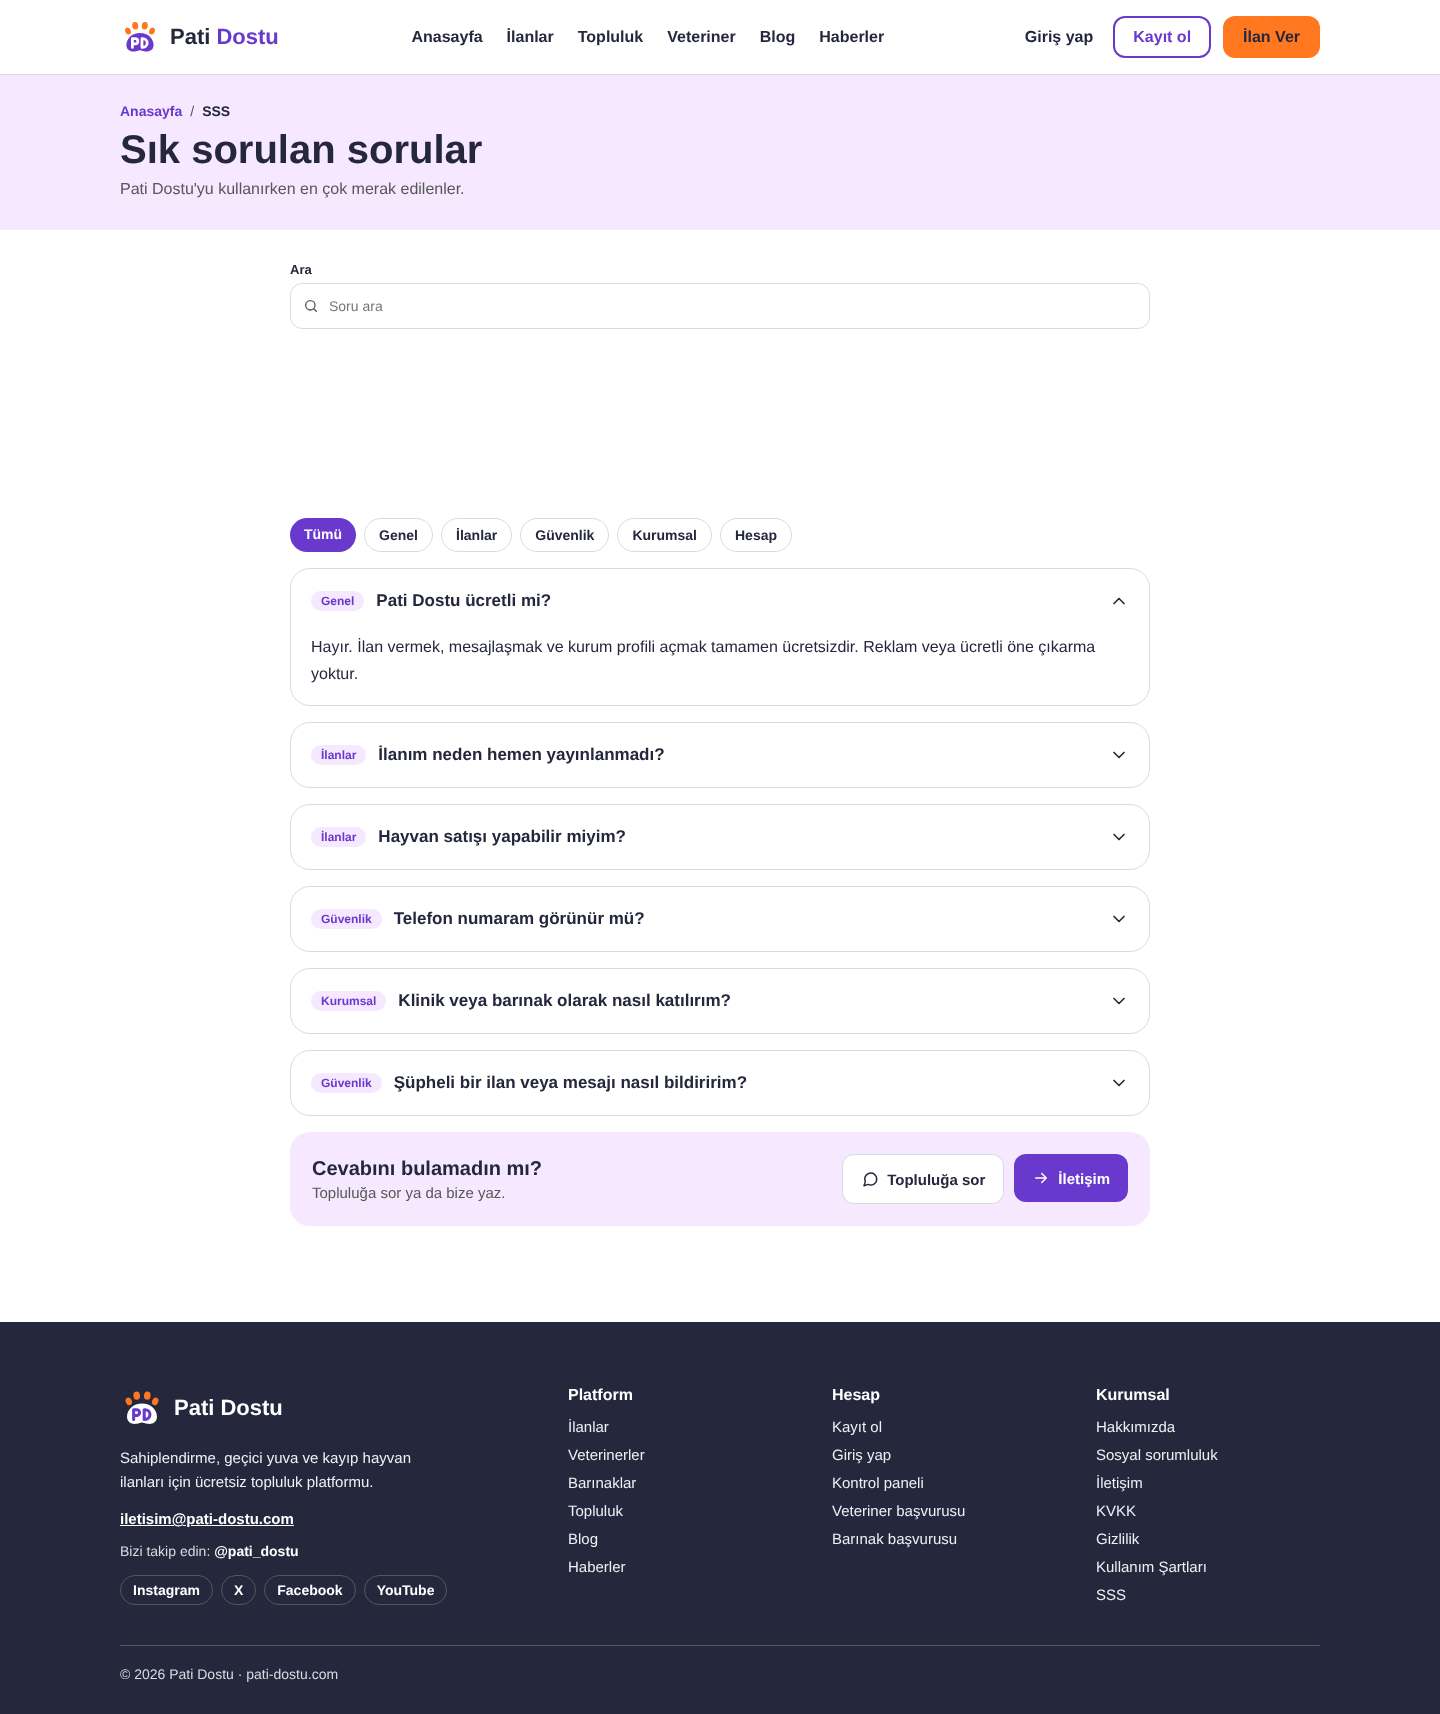 PD Pati Dostu
Anasayfa İlanlar Topluluk Veteriner Blog Haberler
Giriş yap Kayıt ol İlan Ver
Anasayfa / SSS
Sık sorulan sorular
Pati Dostu'yu kullanırken en çok merak edilenler.
Ara
Soru ara
Tümü Genel İlanlar Güvenlik Kurumsal Hesap
Genel Pati Dostu ücretli mi?
Hayır. İlan vermek, mesajlaşmak ve kurum profili açmak tamamen ücretsizdir. Reklam veya ücretli öne çıkarma
yoktur.
İlanlar İlanım neden hemen yayınlanmadı?
İlanlar Hayvan satışı yapabilir miyim?
Güvenlik Telefon numaram görünür mü?
Kurumsal Klinik veya barınak olarak nasıl katılırım?
Güvenlik Şüpheli bir ilan veya mesajı nasıl bildiririm?
Cevabını bulamadın mı?
Topluluğa sor ya da bize yaz.
Topluluğa sor İletişim
PD Pati Dostu
Sahiplendirme, geçici yuva ve kayıp hayvan
ilanları için ücretsiz topluluk platformu.
iletisim@pati-dostu.com
Bizi takip edin: @pati_dostu
Instagram X Facebook YouTube
Platform
İlanlar
Veterinerler
Barınaklar
Topluluk
Blog
Haberler
Hesap
Kayıt ol
Giriş yap
Kontrol paneli
Veteriner başvurusu
Barınak başvurusu
Kurumsal
Hakkımızda
Sosyal sorumluluk
İletişim
KVKK
Gizlilik
Kullanım Şartları
SSS
© 2026 Pati Dostu · pati-dostu.com